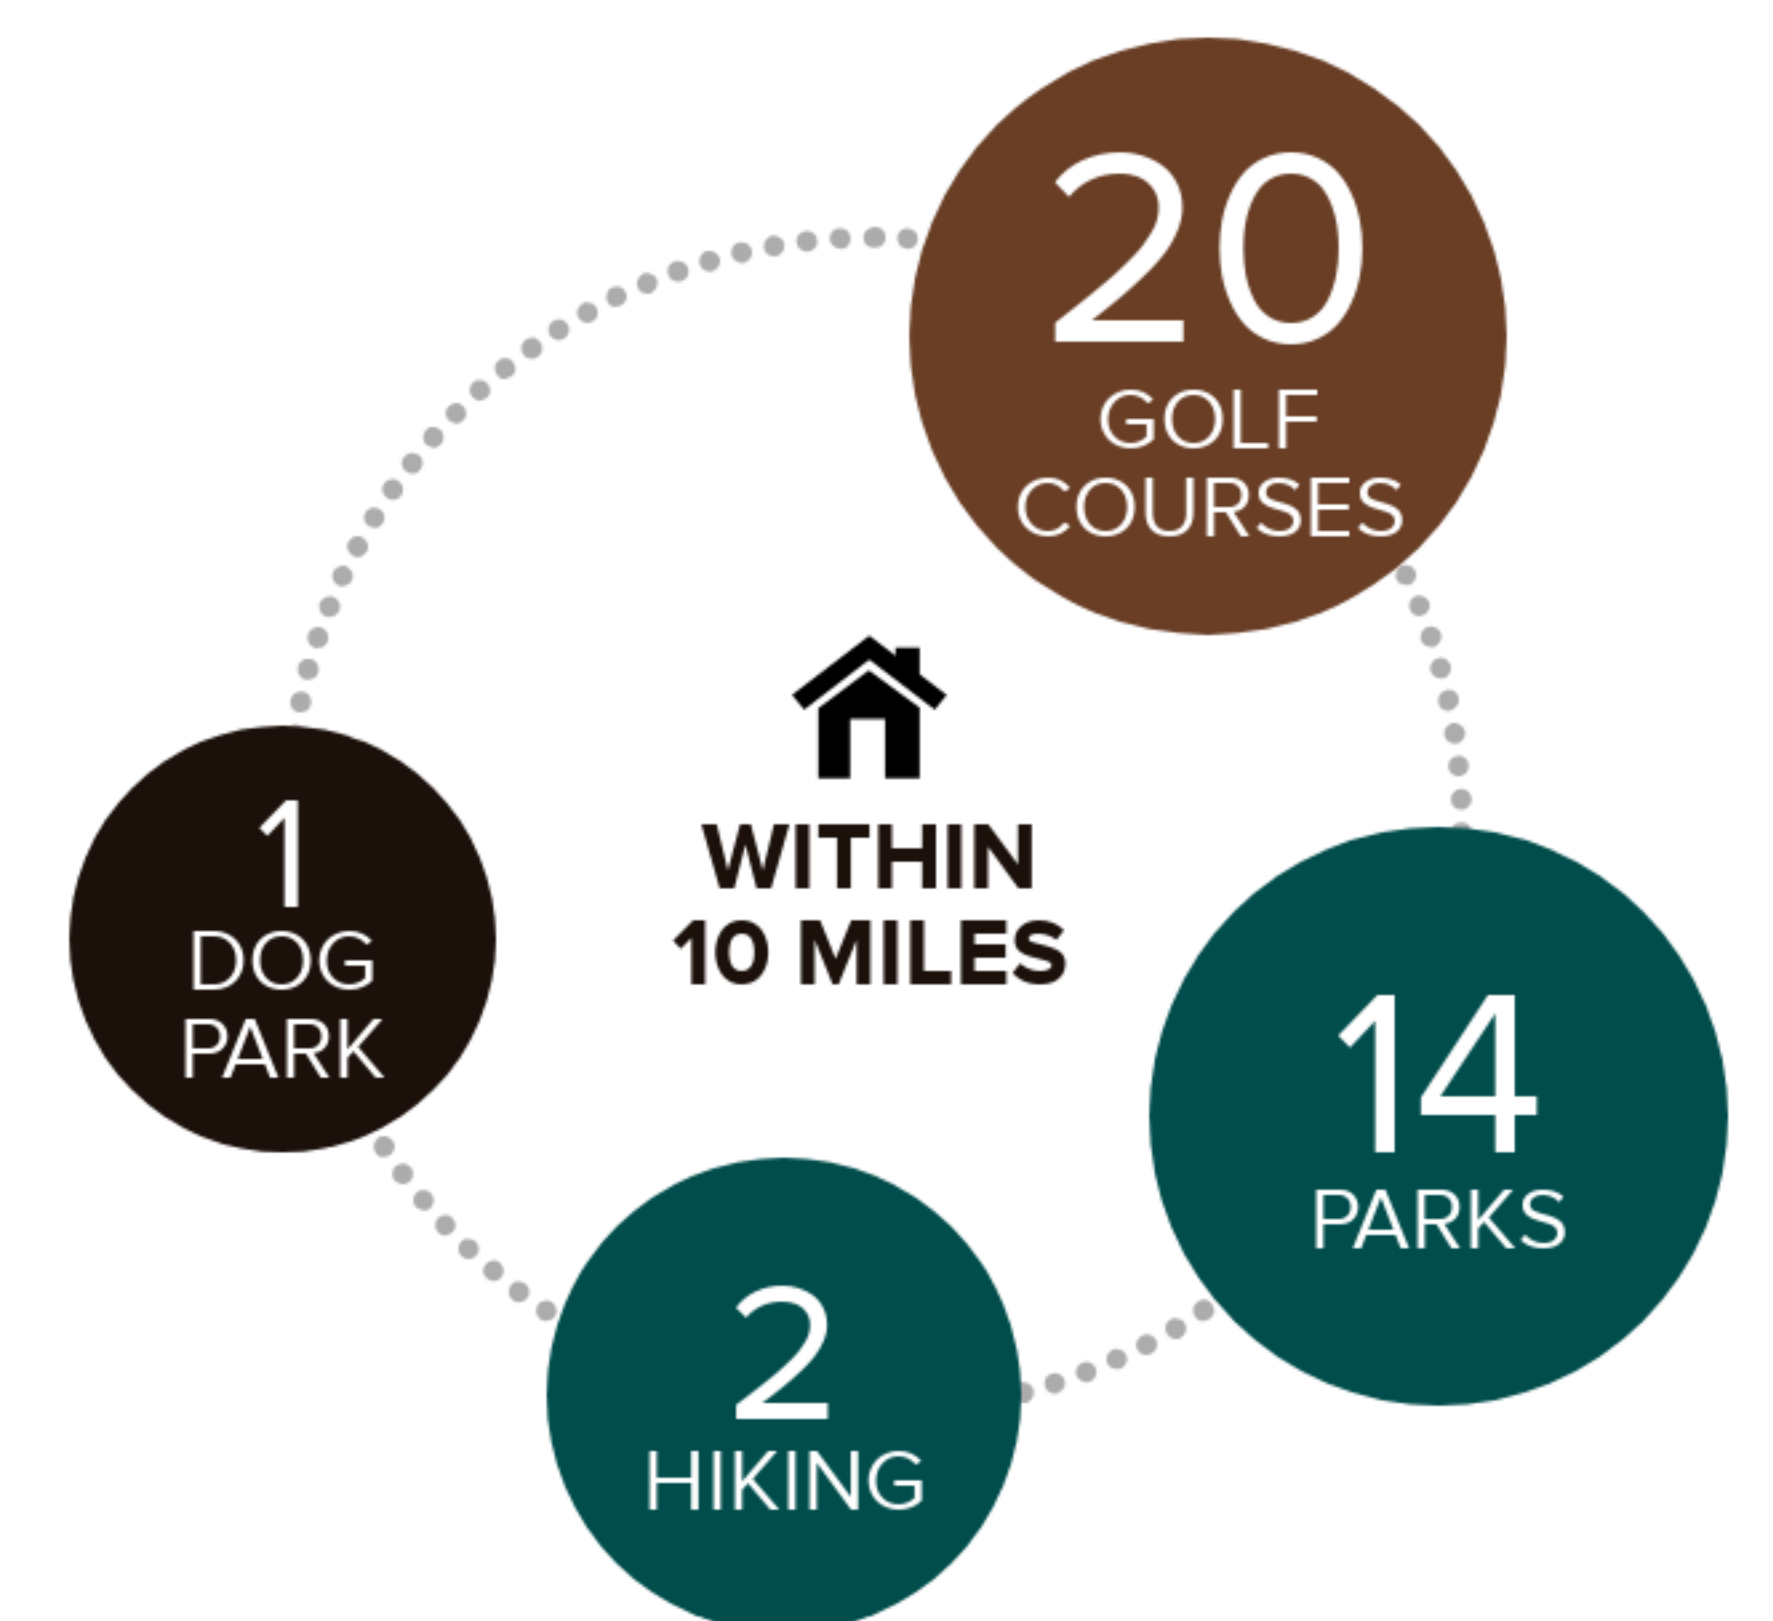 20
GOLF
COURSES
WITHIN
10 MILES
1
DOG
PARK
14
PARKS
2
HIKING